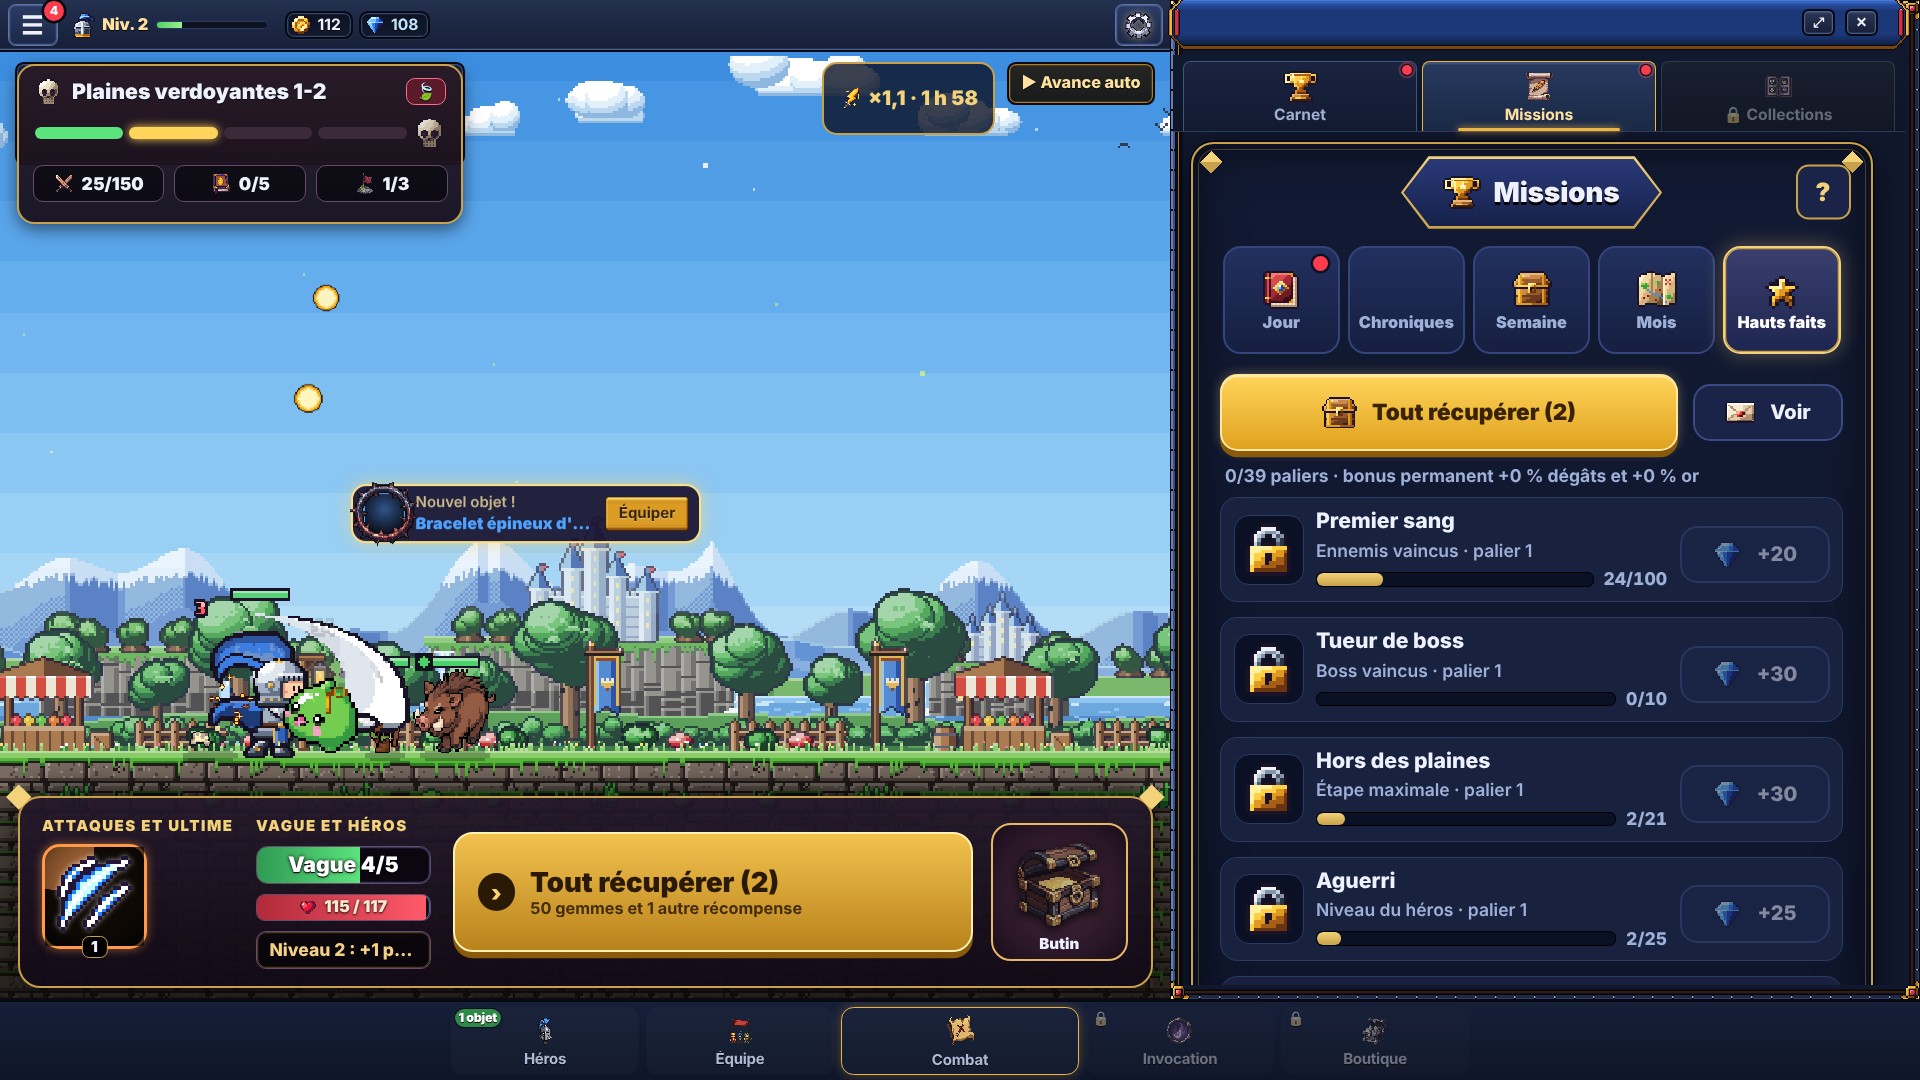 4
Niv. 2
112
108
Plaines verdoyantes 1-2
25/150
0/5
1/3
×1,1 · 1 h 58
Avance auto
Nouvel objet !
Bracelet épineux d'...
Équiper
3
ATTAQUES ET ULTIME
1
VAGUE ET HÉROS
Vague 4/5
115 / 117
Niveau 2 : +1 p...
Tout récupérer (2)
50 gemmes et 1 autre récompense
Butin
1 objet
Héros
Équipe
Combat
Invocation
Boutique
Carnet
Missions
Collections
Missions
?
Jour
Chroniques
Semaine
Mois
Hauts faits
Tout récupérer (2)
Voir
0/39 paliers · bonus permanent +0 % dégâts et +0 % or
Premier sang
Ennemis vaincus · palier 1
24/100
+20
Tueur de boss
Boss vaincus · palier 1
0/10
+30
Hors des plaines
Étape maximale · palier 1
2/21
+30
Aguerri
Niveau du héros · palier 1
2/25
+25